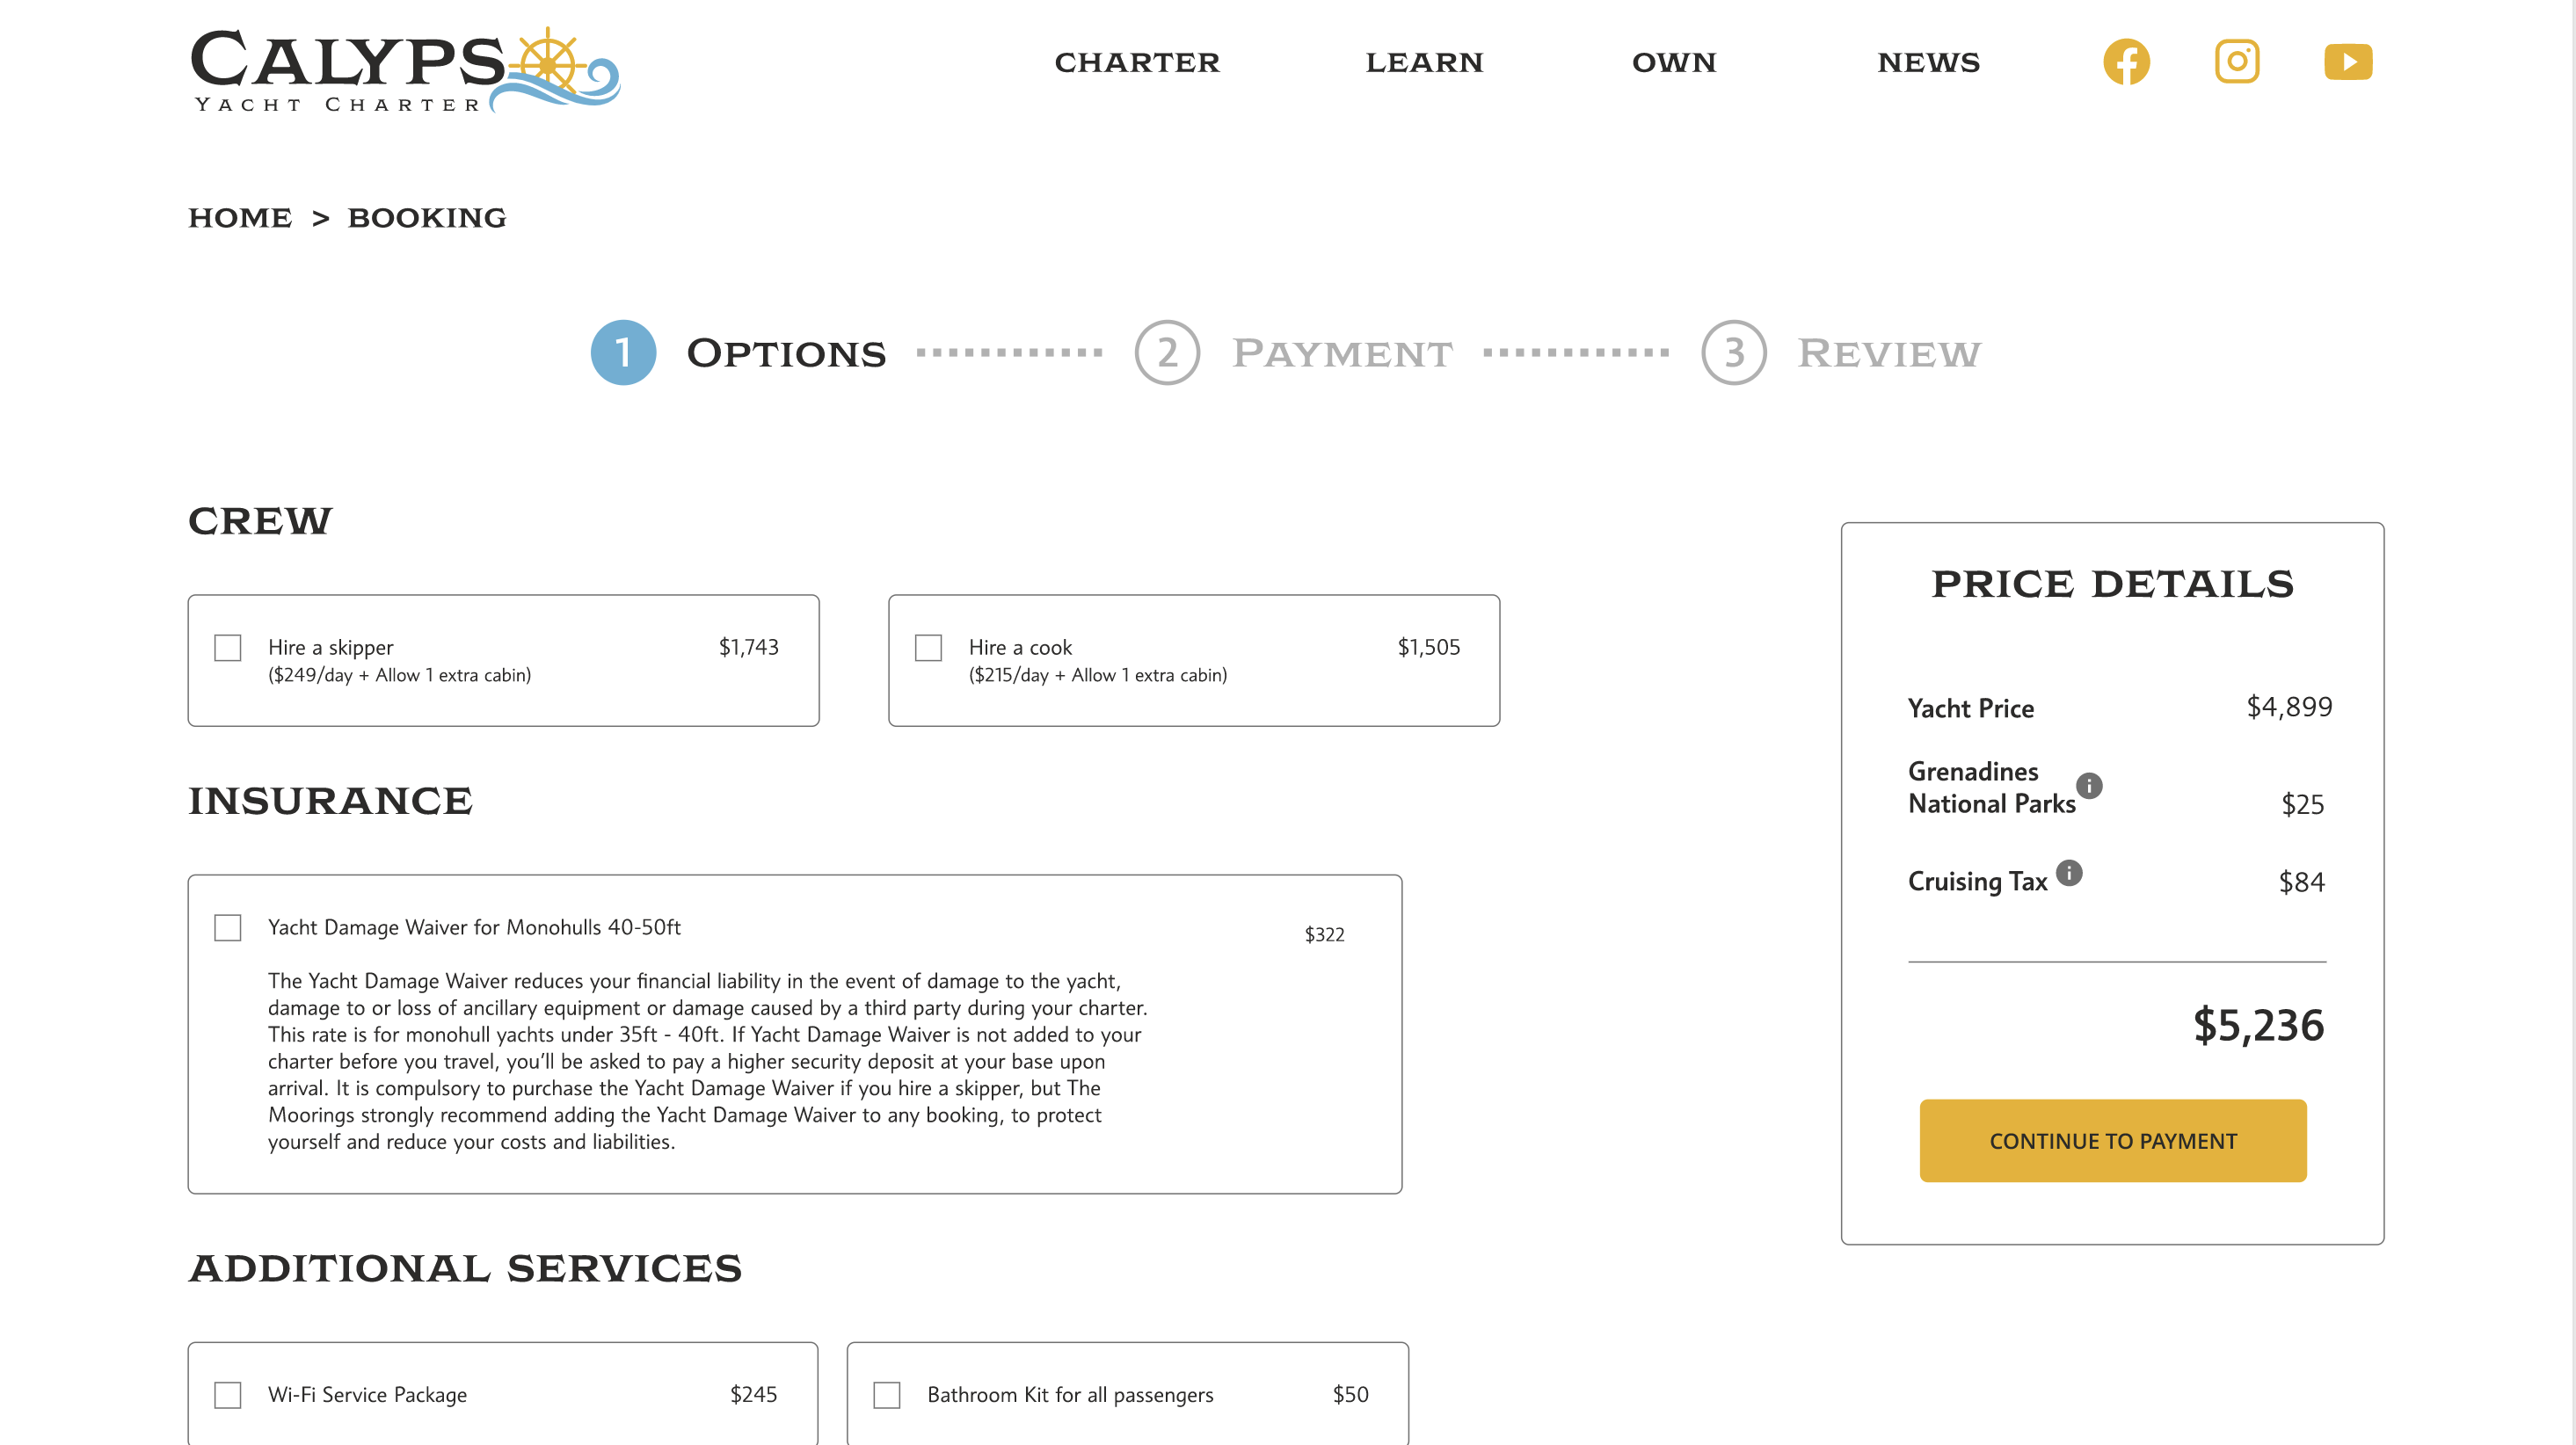 CALYPS
YACHT CHARTER
CHARTER
LEARN
OWN
NEWS
HOME > BOOKING
1 OPTIONS
2 PAYMENT
3 REVIEW
CREW
Hire a skipper $1,743
($249/day + Allow 1 extra cabin)
Hire a cook $1,505
($215/day + Allow 1 extra cabin)
INSURANCE
Yacht Damage Waiver for Monohulls 40-50ft $322
The Yacht Damage Waiver reduces your financial liability in the event of damage to the yacht,
damage to or loss of ancillary equipment or damage caused by a third party during your charter.
This rate is for monohull yachts under 35ft - 40ft. If Yacht Damage Waiver is not added to your
charter before you travel, you’ll be asked to pay a higher security deposit at your base upon
arrival. It is compulsory to purchase the Yacht Damage Waiver if you hire a skipper, but The
Moorings strongly recommend adding the Yacht Damage Waiver to any booking, to protect
yourself and reduce your costs and liabilities.
ADDITIONAL SERVICES
Wi-Fi Service Package $245
Bathroom Kit for all passengers $50
PRICE DETAILS
Yacht Price $4,899
Grenadines
National Parks i $25
Cruising Tax i $84
$5,236
CONTINUE TO PAYMENT